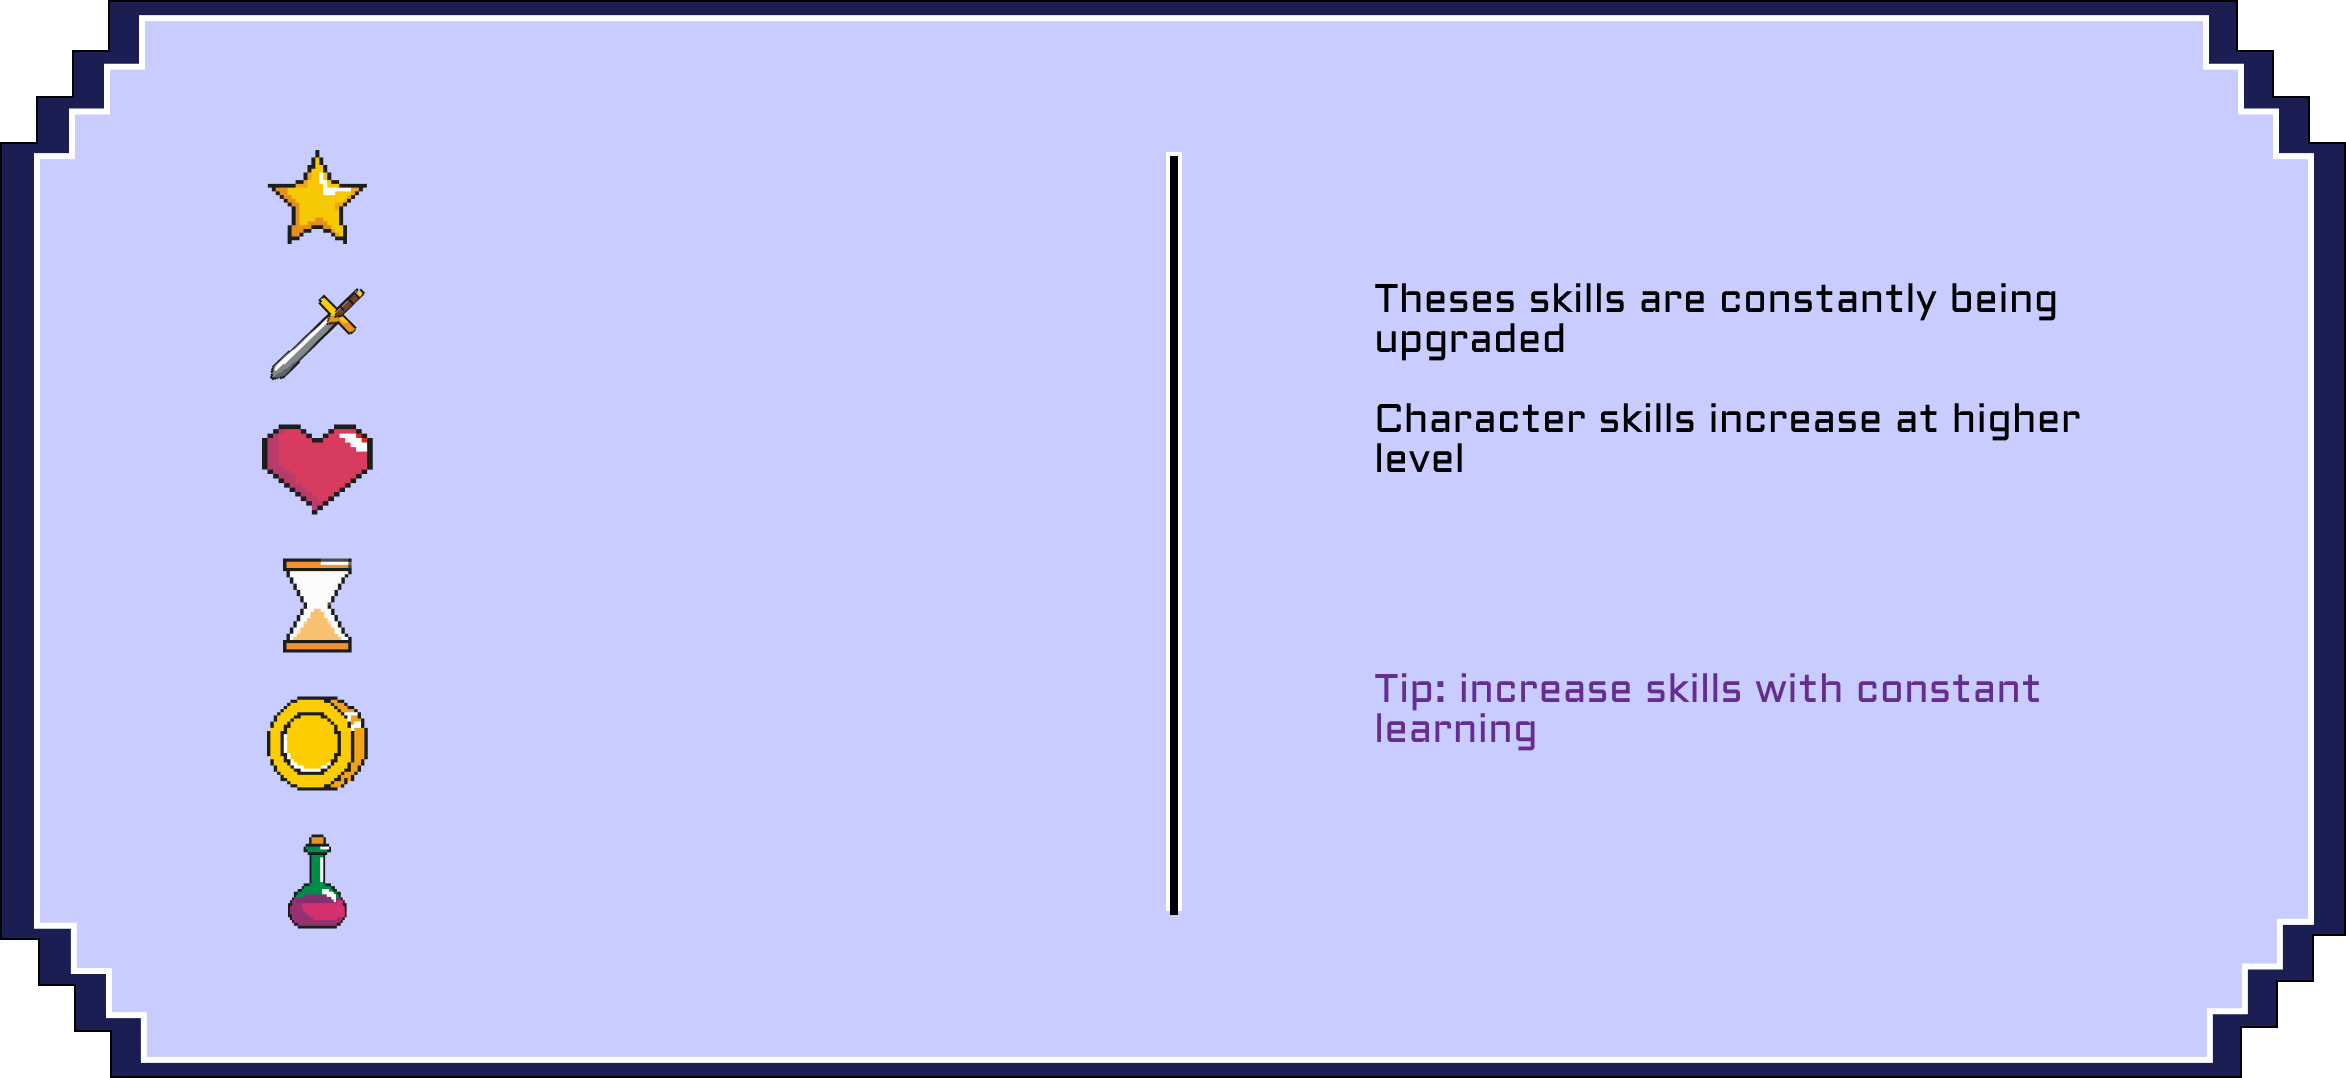 Theses skills are constantly being
upgraded
Character skills increase at higher
level
Tip: increase skills with constant
learning